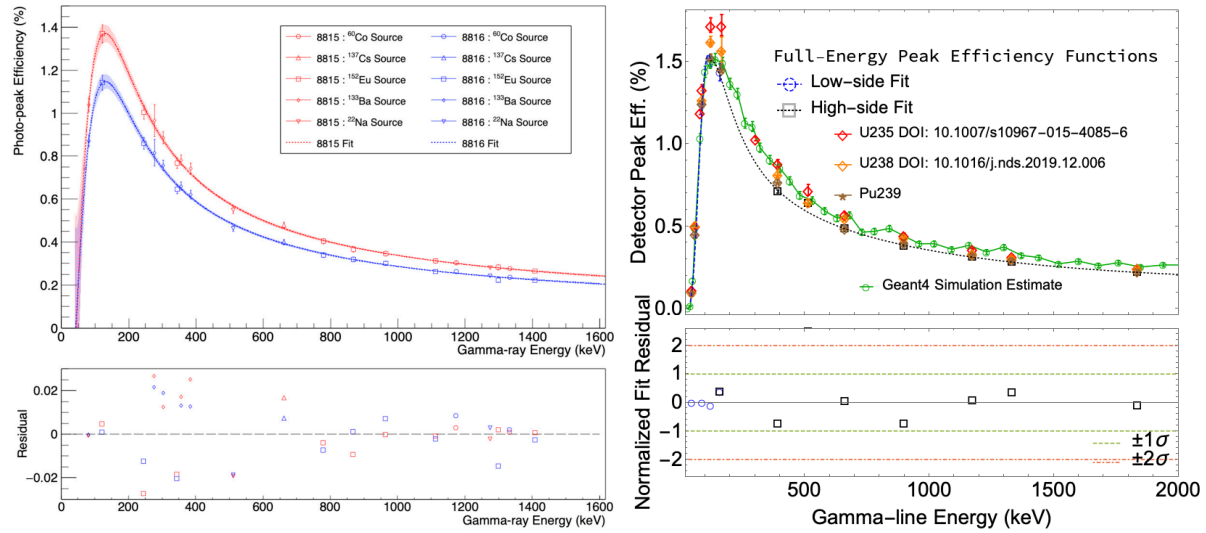 Photo-peak Efficiency (%)
1.4
1.2
1
0.8
0.6
0.4
0.2
0
8815 : ⁶⁰Co Source
8816 : ⁶⁰Co Source
8815 : ¹³⁷Cs Source
8816 : ¹³⁷Cs Source
8815 : ¹⁵²Eu Source
8816 : ¹⁵²Eu Source
8815 : ¹³³Ba Source
8816 : ¹³³Ba Source
8815 : ²²Na Source
8816 : ²²Na Source
8815 Fit
8816 Fit
0 200 400 600 800 1000 1200 1400 1600
Gamma-ray Energy (keV)
Residual
0.02
0
−0.02
0 200 400 600 800 1000 1200 1400 1600
Gamma-ray Energy (keV)
Detector Peak Eff. (%)
1.5
1.0
0.5
0.0
Full-Energy Peak Efficiency Functions
Low-side Fit
High-side Fit
U235 DOI: 10.1007/s10967-015-4085-6
U238 DOI: 10.1016/j.nds.2019.12.006
Pu239
Geant4 Simulation Estimate
Normalized Fit Residual
2
1
0
-1
-2
±1σ
±2σ
500 1000 1500 2000
Gamma-line Energy (keV)